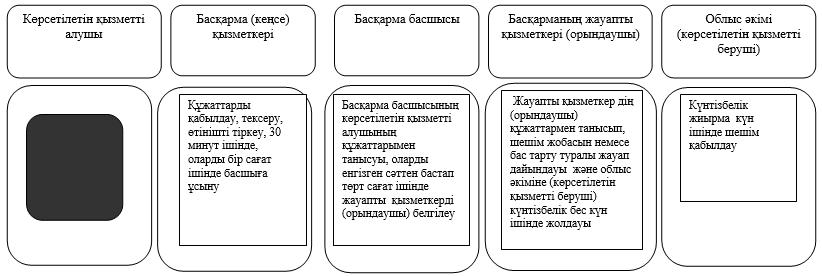 Көрсетілетін қызметті
алушы
Басқарма (кеңсе)
қызметкері
Басқарма басшысы
Басқарманың жауапты
қызметкері (орындаушы)
Облыс әкімі
(көрсетілетін қызметті
беруші)
Құжаттарды
қабылдау, тексеру,
өтінішті тіркеу, 30
минут ішінде,
оларды бір сағат
ішінде басшыға
ұсыну
Басқарма басшысының
көрсетілетін қызметті
алушының
құжаттарымен
танысуы, оларды
енгізген сәттен бастап
төрт сағат ішінде
жауапты қызметкерді
(орындаушы) белгілеу
Жауапты қызметкер дің
(орындаушы)
құжаттармен танысып,
шешім жобасын немесе
бас тарту туралы жауап
дайындауы және облыс
әкіміне (көрсетілетін
қызметті беруші)
күнтізбелік бес күн
ішінде жолдауы
Күнтізбелік
жиырма күн
ішінде шешім
қабылдау